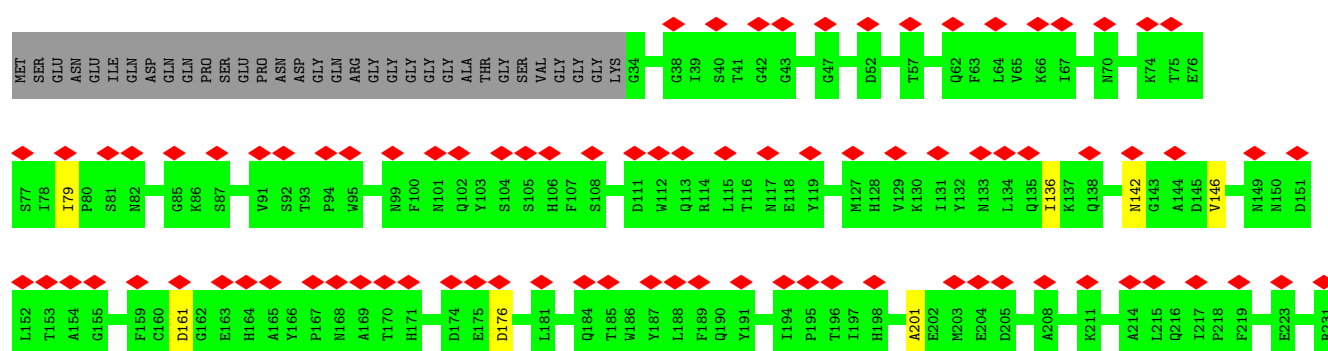 MET SER GLU ASN GLU ILE GLN ASP GLN GLN PRO SER GLU PRO ASN ASP GLY GLN ARG GLY GLY GLY GLY GLY ALA THR GLY SER VAL GLY GLY GLY LYS G34 G38 I39 S40 T41 G42 G43 G47 D52 T57 Q62 F63 L64 V65 K66 I67 N70 K74 T75 E76
S77 I78 I79 P80 S81 N82 G85 K86 S87 V91 S92 T93 P94 W95 N99 F100 N101 Q102 Y103 S104 S105 H106 F107 S108 D111 W112 Q113 R114 L115 T116 N117 E118 Y119 M127 H128 V129 K130 I131 Y132 N133 L134 Q135 I136 K137 Q138 N142 G143 A144 D145 V146 N149 N150 D151
L152 T153 A154 G155 F159 C160 D161 G162 E163 H164 A165 Y166 P167 N168 A169 T170 H171 D174 E175 D176 L181 Q184 T185 W186 Y187 L188 F189 Q190 Y191 I194 P195 T196 I197 H198 A201 E202 M203 E204 D205 A208 K211 A214 L215 Q216 I217 P218 F219 E223